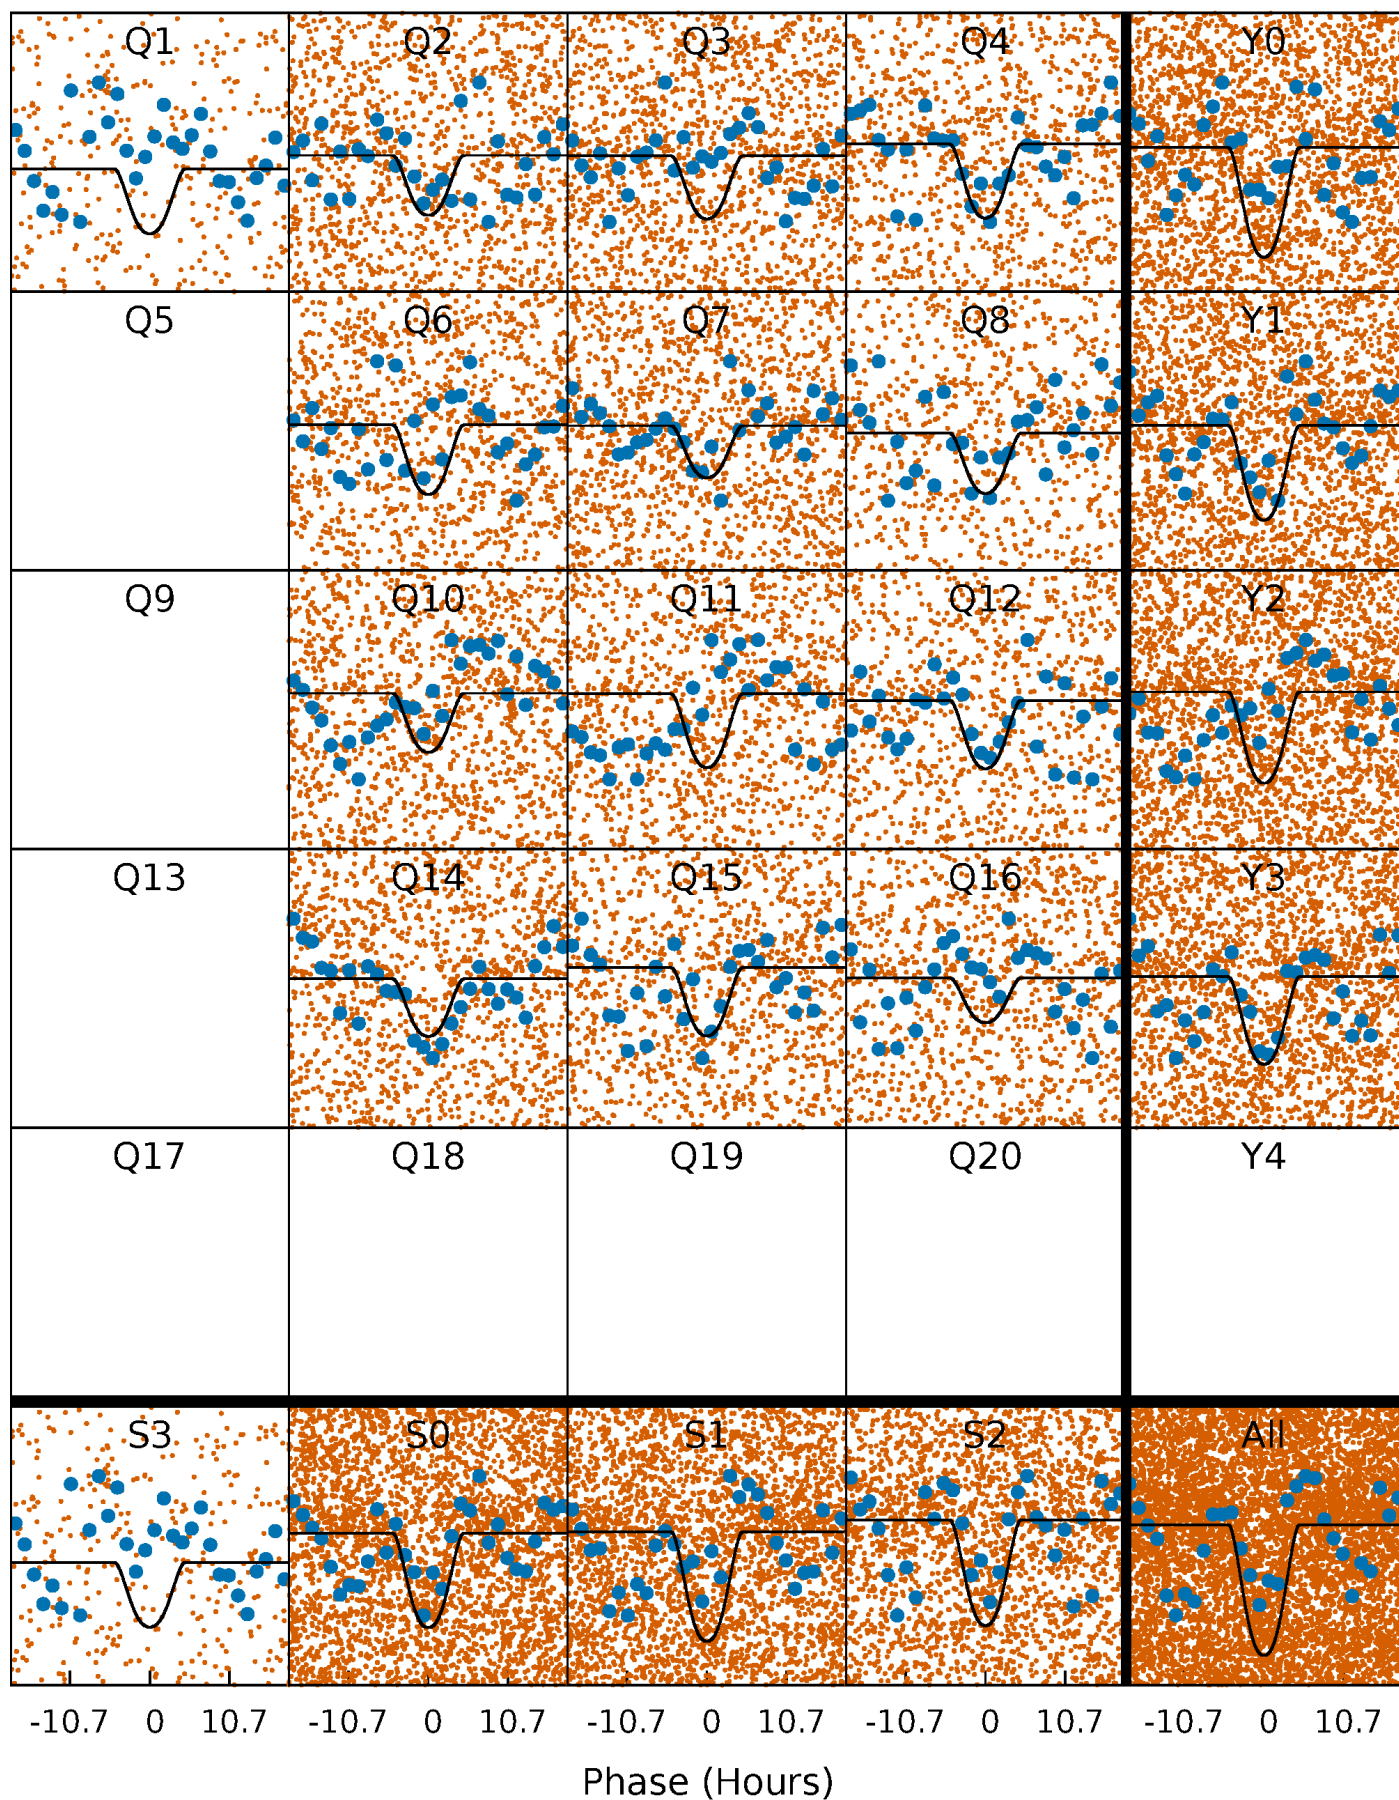 Q1 Q2 Q3 Q4 Y0
Q5 Q6 Q7 Q8 Y1
Q9 Q10 Q11 Q12 Y2
Q13 Q14 Q15 Q16 Y3
Q17 Q18 Q19 Q20 Y4
S3 S0 S1 S2 All
-10.7 0 10.7 -10.7 0 10.7 -10.7 0 10.7 -10.7 0 10.7 -10.7 0 10.7
Phase (Hours)